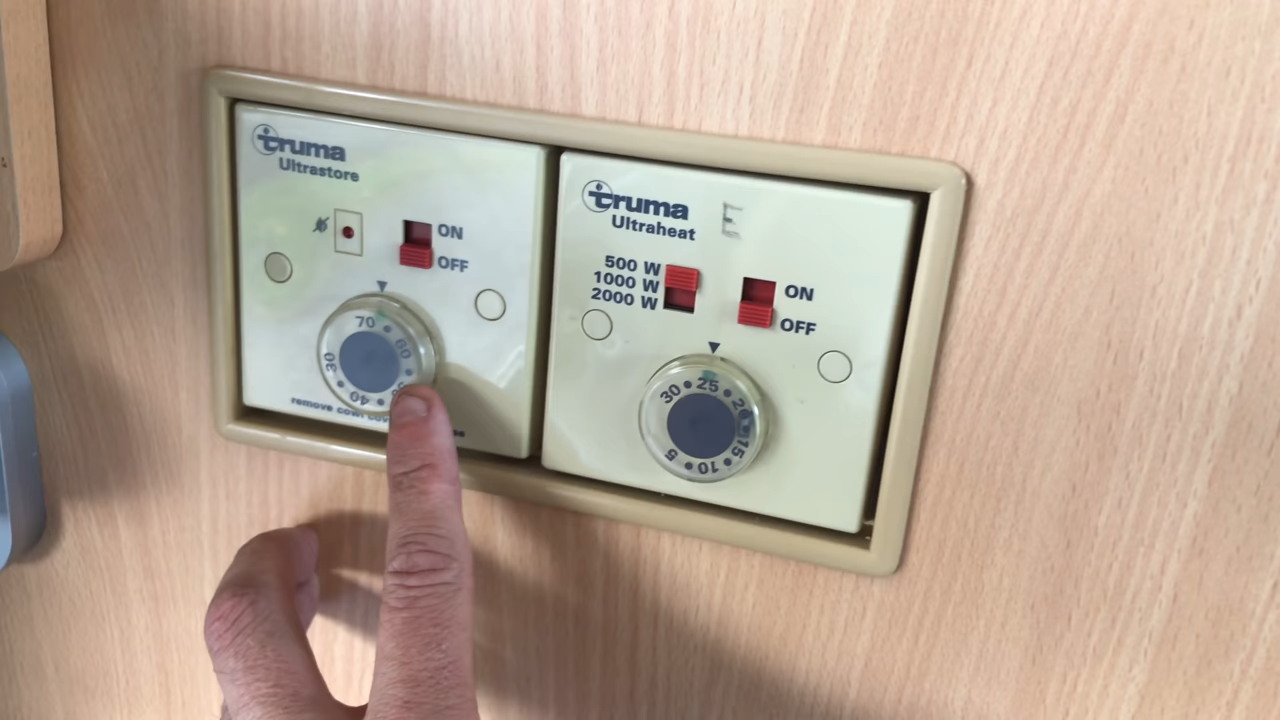 truma
Ultrastore
ON
OFF
70
60
30
40
remove cowl
truma
Ultraheat
E
500 W
1000 W
2000 W
ON
OFF
30
25
20
15
10
5